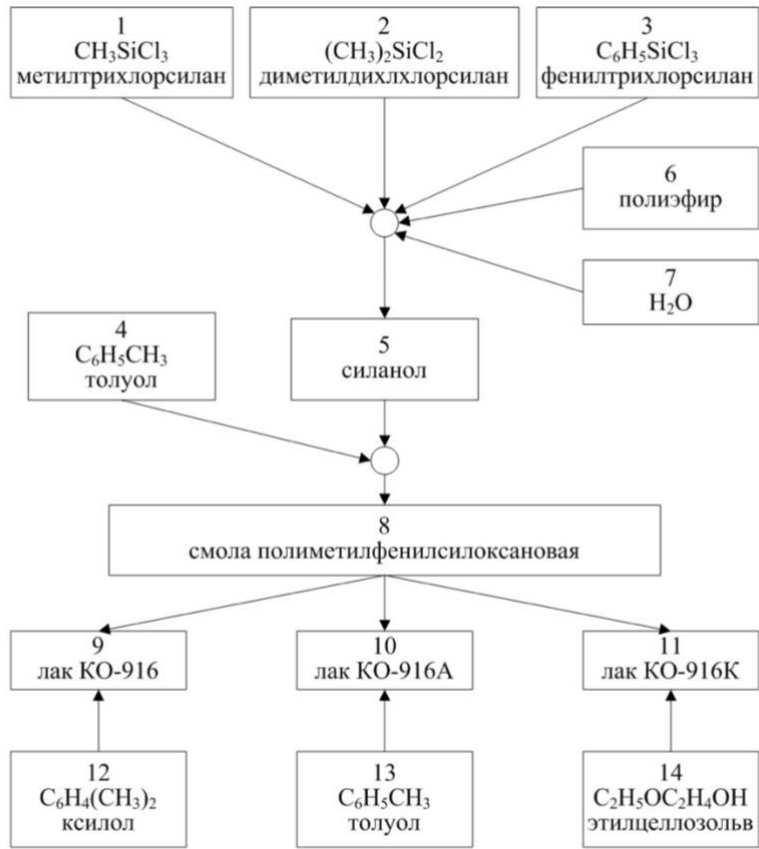 1
CH₃SiCl₃
метилтрихлорсилан
2
(CH₃)₂SiCl₂
диметилдихлхлорсилан
3
C₆H₅SiCl₃
фенилтрихлорсилан
6
полиэфир
7
H₂O
4
C₆H₅CH₃
толуол
5
силанол
8
смола полиметилфенилсилоксановая
9
лак КО-916
10
лак КО-916А
11
лак КО-916К
12
C₆H₄(CH₃)₂
ксилол
13
C₆H₅CH₃
толуол
14
C₂H₅OC₂H₄OH
этилцеллозольв